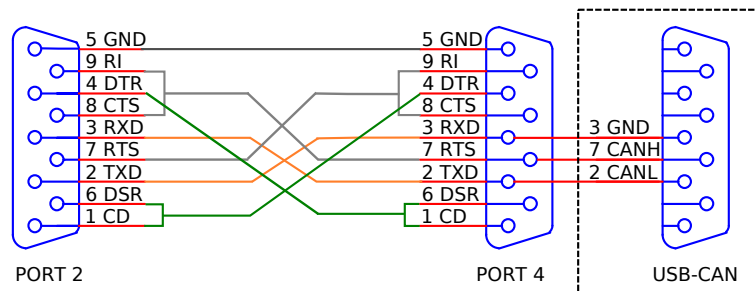 5 GND
9 RI
4 DTR
8 CTS
3 RXD
7 RTS
2 TXD
6 DSR
1 CD
PORT 2
5 GND
9 RI
4 DTR
8 CTS
3 RXD
7 RTS
2 TXD
6 DSR
1 CD
PORT 4
3 GND
7 CANH
2 CANL
USB-CAN